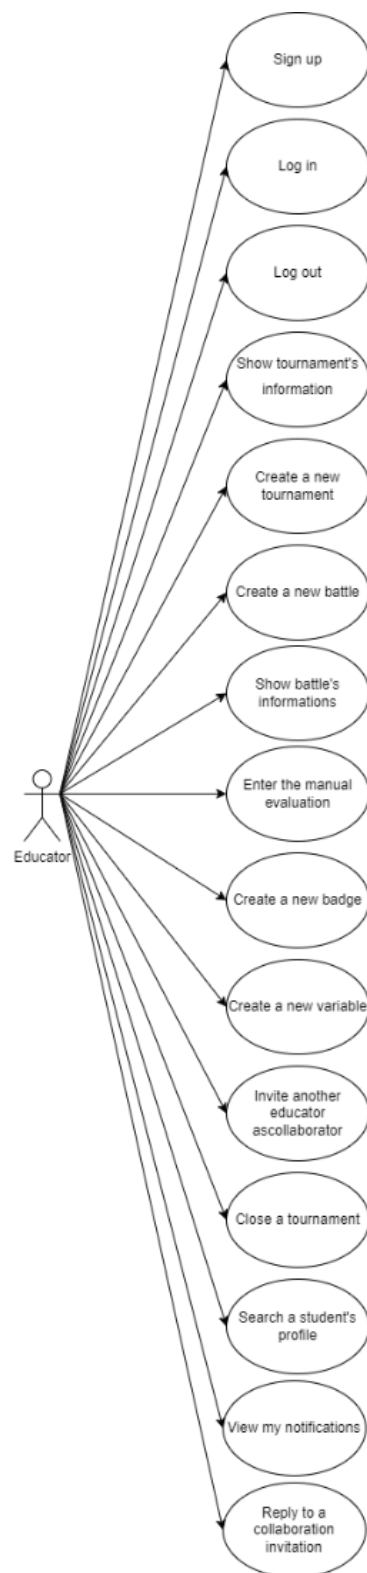 Sign up
Log in
Log out
Show tournament's
information
Create a new
tournament
Create a new battle
Show battle's
informations
Enter the manual
evaluation
Educator
Create a new badge
Create a new variable
Invite another
educator
ascollaborator
Close a tournament
Search a student's
profile
View my notifications
Reply to a
collaboration
invitation